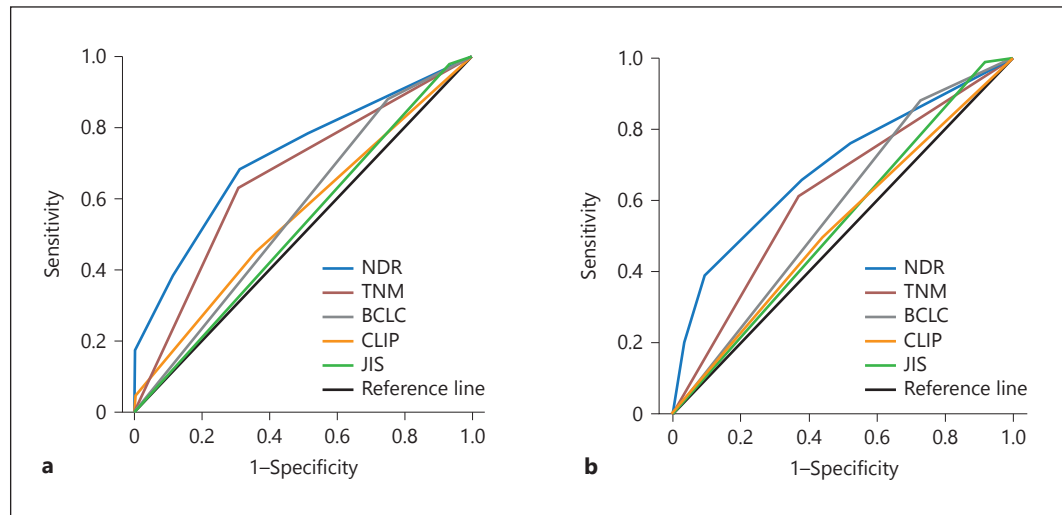 1.0
0.8
0.6
0.4
0.2
0
Sensitivity
NDR
TNM
BCLC
CLIP
JIS
Reference line
0 0.2 0.4 0.6 0.8 1.0
1–Specificity
a
1.0
0.8
0.6
0.4
0.2
0
Sensitivity
NDR
TNM
BCLC
CLIP
JIS
Reference line
0 0.2 0.4 0.6 0.8 1.0
1–Specificity
b